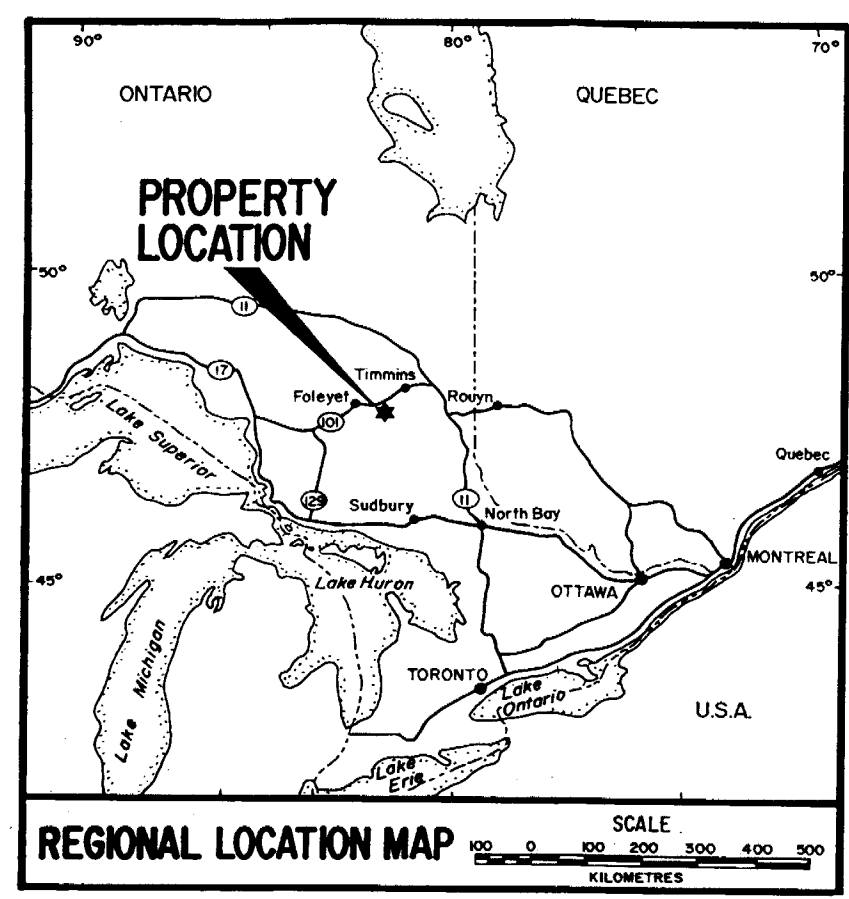 90°
80°
70°
ONTARIO
QUEBEC
PROPERTY
LOCATION
50°
50°
11
17
Timmins
Foleyet
Rouyn
101
Lake Superior
Quebec
129
Sudbury
11
North Bay
MONTREAL
Lake Huron
OTTAWA
45°
45°
Lake Michigan
TORONTO
Lake
Ontario
U.S.A.
Lake
Erie
REGIONAL LOCATION MAP
SCALE
100 0 100 200 300 400 500
KILOMETRES